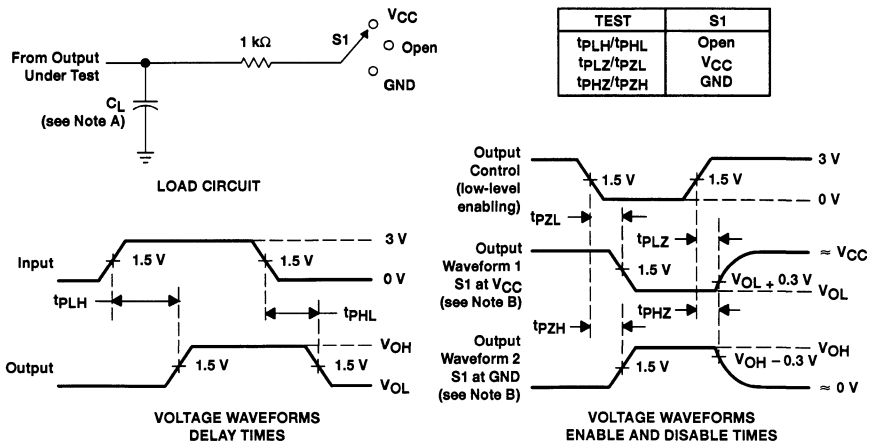 VCC
1 kΩ
S1
Open
From Output
Under Test
GND
CL
(see Note A)
LOAD CIRCUIT
TEST S1
tPLH/tPHL Open
tPLZ/tPZL VCC
tPHZ/tPZH GND
Input
1.5 V
1.5 V
3 V
0 V
tPLH
tPHL
Output
1.5 V
1.5 V
VOH
VOL
VOLTAGE WAVEFORMS
DELAY TIMES
Output
Control
(low-level
enabling)
1.5 V
1.5 V
3 V
0 V
tPZL
tPLZ
Output
Waveform 1
S1 at VCC
(see Note B)
1.5 V
≈ VCC
VOL + 0.3 V
VOL
tPZH
tPHZ
Output
Waveform 2
S1 at GND
(see Note B)
1.5 V
VOH
VOH – 0.3 V
≈ 0 V
VOLTAGE WAVEFORMS
ENABLE AND DISABLE TIMES